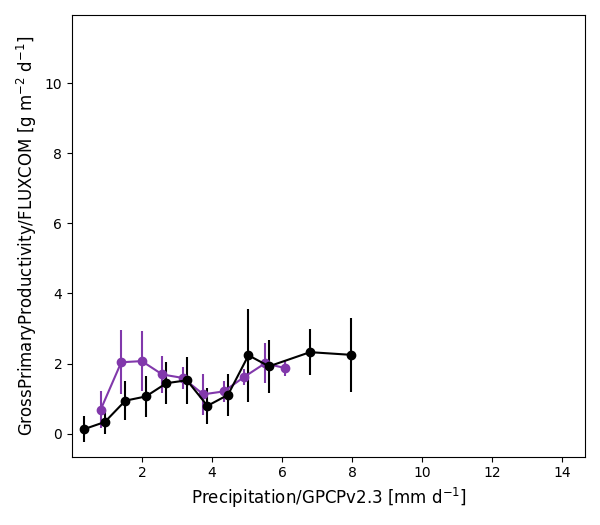 10
8
6
4
2
0
2 4 6 8 10 12 14
GrossPrimaryProductivity/FLUXCOM [g m⁻² d⁻¹]
Precipitation/GPCPv2.3 [mm d⁻¹]